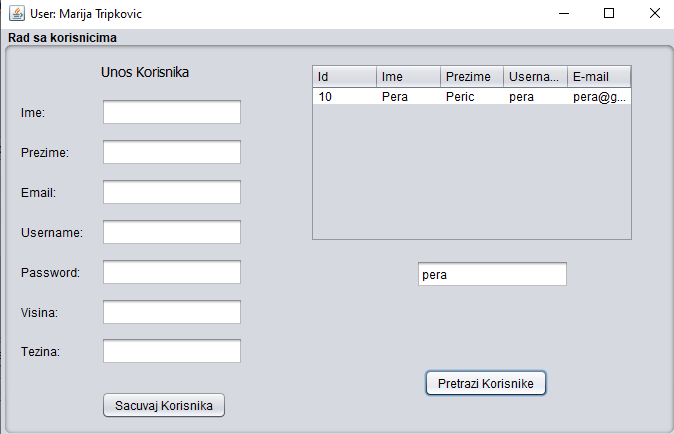 User: Marija Tripkovic
Rad sa korisnicima
Unos Korisnika
Ime:
Prezime:
Email:
Username:
Password:
Visina:
Tezina:
Sacuvaj Korisnika
Id Ime Prezime Userna... E-mail
10 Pera Peric pera pera@g...
pera
Pretrazi Korisnike